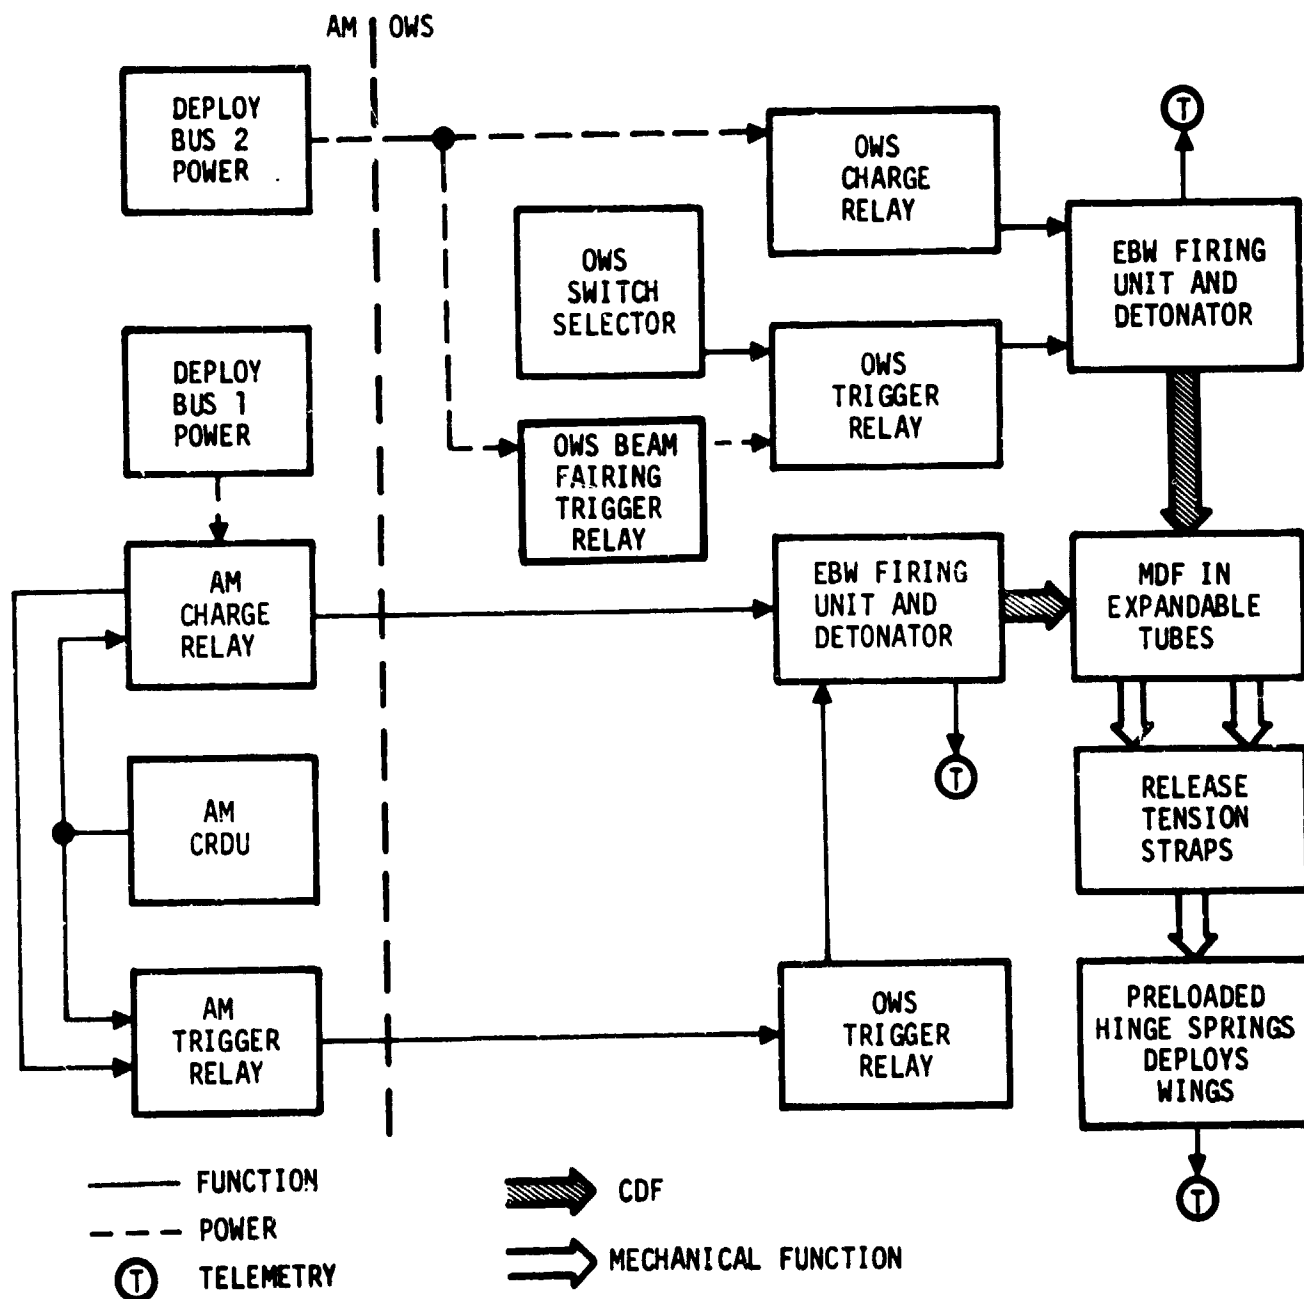 AM OWS
DEPLOY
BUS 2
POWER
OWS
CHARGE
RELAY
T
OWS
SWITCH
SELECTOR
EBW FIRING
UNIT AND
DETONATOR
DEPLOY
BUS 1
POWER
OWS
TRIGGER
RELAY
OWS BEAM
FAIRING
TRIGGER
RELAY
AM
CHARGE
RELAY
EBW FIRING
UNIT AND
DETONATOR
MDF IN
EXPANDABLE
TUBES
T
AM
CRDU
RELEASE
TENSION
STRAPS
AM
TRIGGER
RELAY
OWS
TRIGGER
RELAY
PRELOADED
HINGE SPRINGS
DEPLOYS
WINGS
T
FUNCTION
POWER
T TELEMETRY
CDF
MECHANICAL FUNCTION